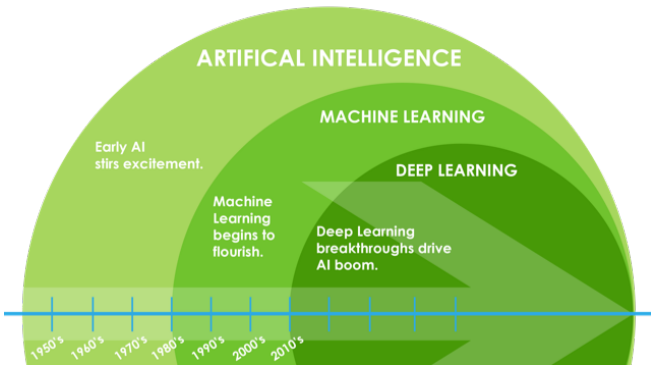 ARTIFICAL INTELLIGENCE
MACHINE LEARNING
DEEP LEARNING
Early AI
stirs excitement.
Machine
Learning
begins to
flourish.
Deep Learning
breakthroughs drive
AI boom.
1950's 1960's 1970's 1980's 1990's 2000's 2010's